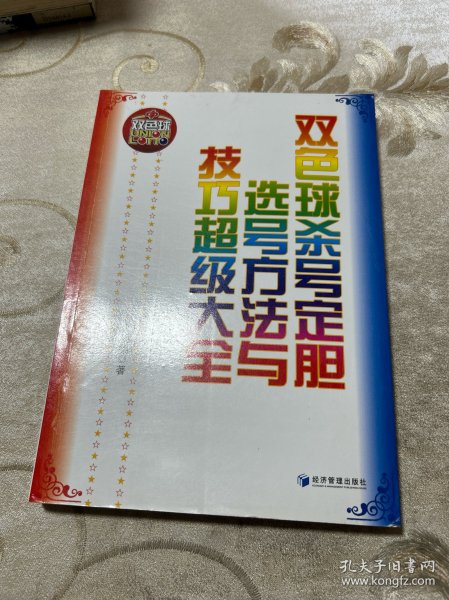 双色球
UNION
LOTTO
双色球杀号定胆
选号方法与
技巧超级大全
著
经济管理出版社
孔夫子旧书网
www.kongfz.com